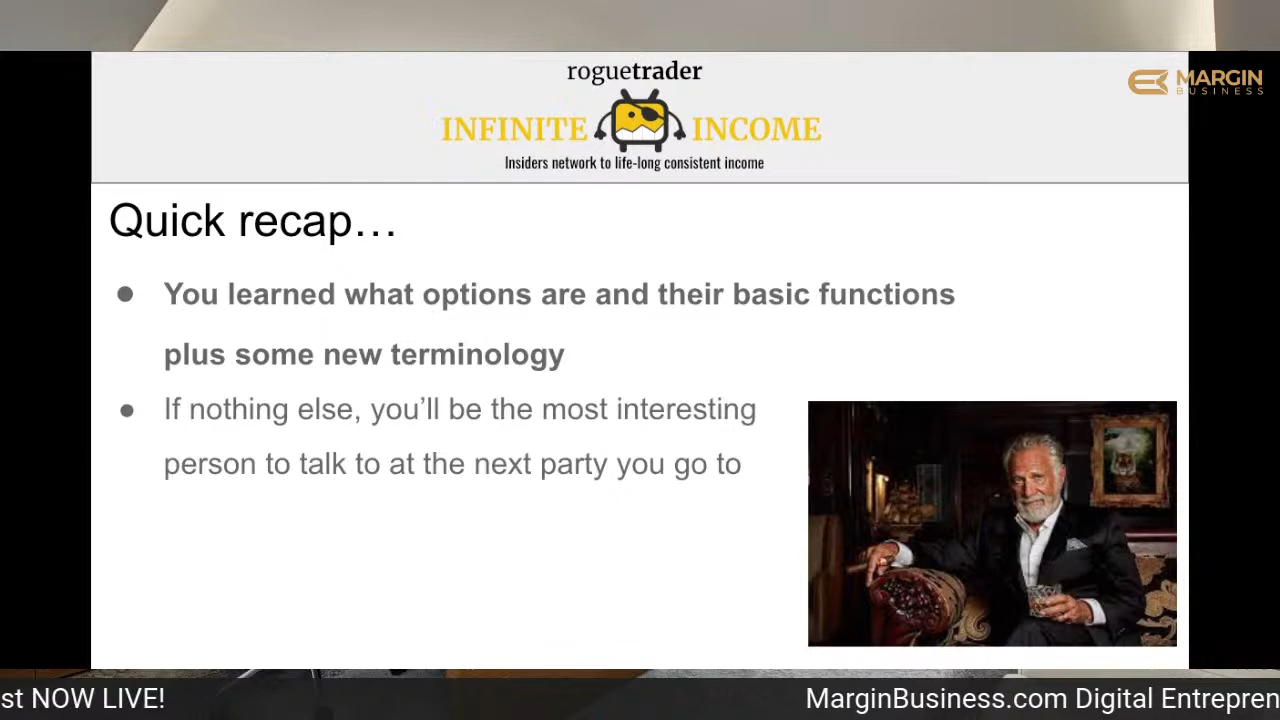 roguetrader
INFINITE INCOME
Insiders network to life-long consistent income
MARGIN
BUSINESS
Quick recap…
● You learned what options are and their basic functions
plus some new terminology
● If nothing else, you’ll be the most interesting
person to talk to at the next party you go to
st NOW LIVE! MarginBusiness.com Digital Entrepren